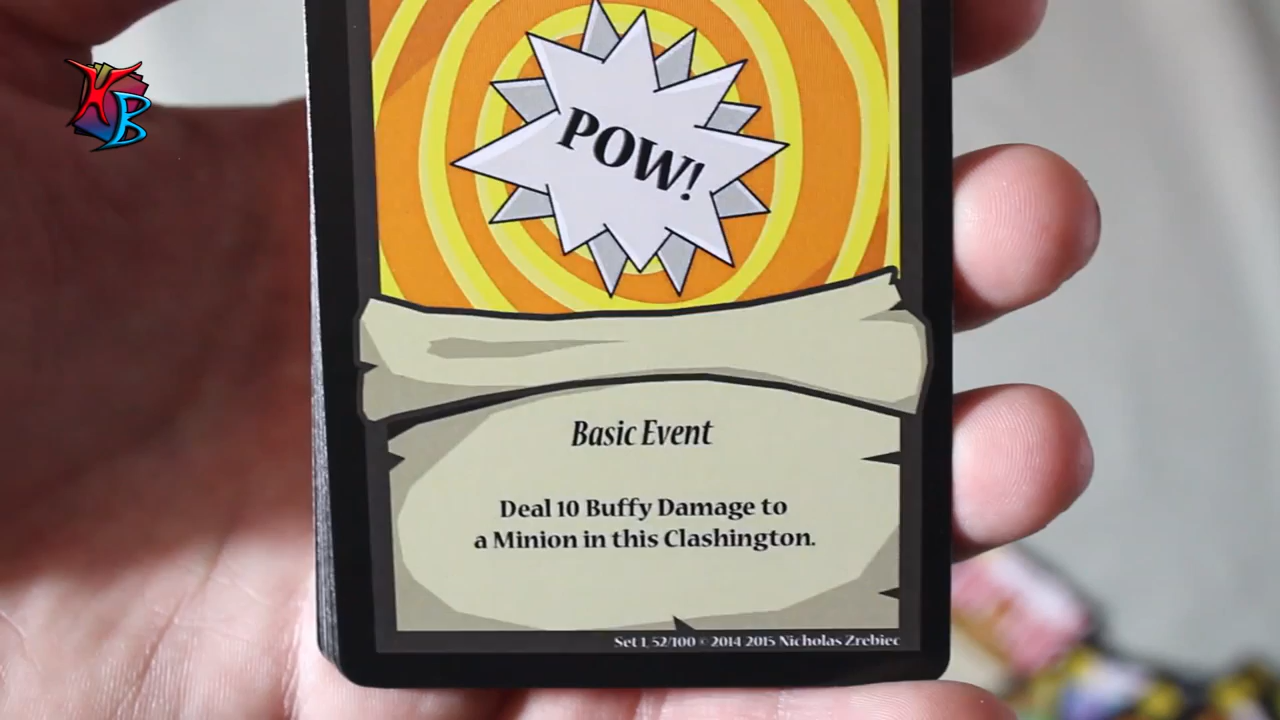 KB
POW!
Basic Event
Deal 10 Buffy Damage to
a Minion in this Clashington.
Set 1, 52/100 © 2014-2015 Nicholas Zrebiec